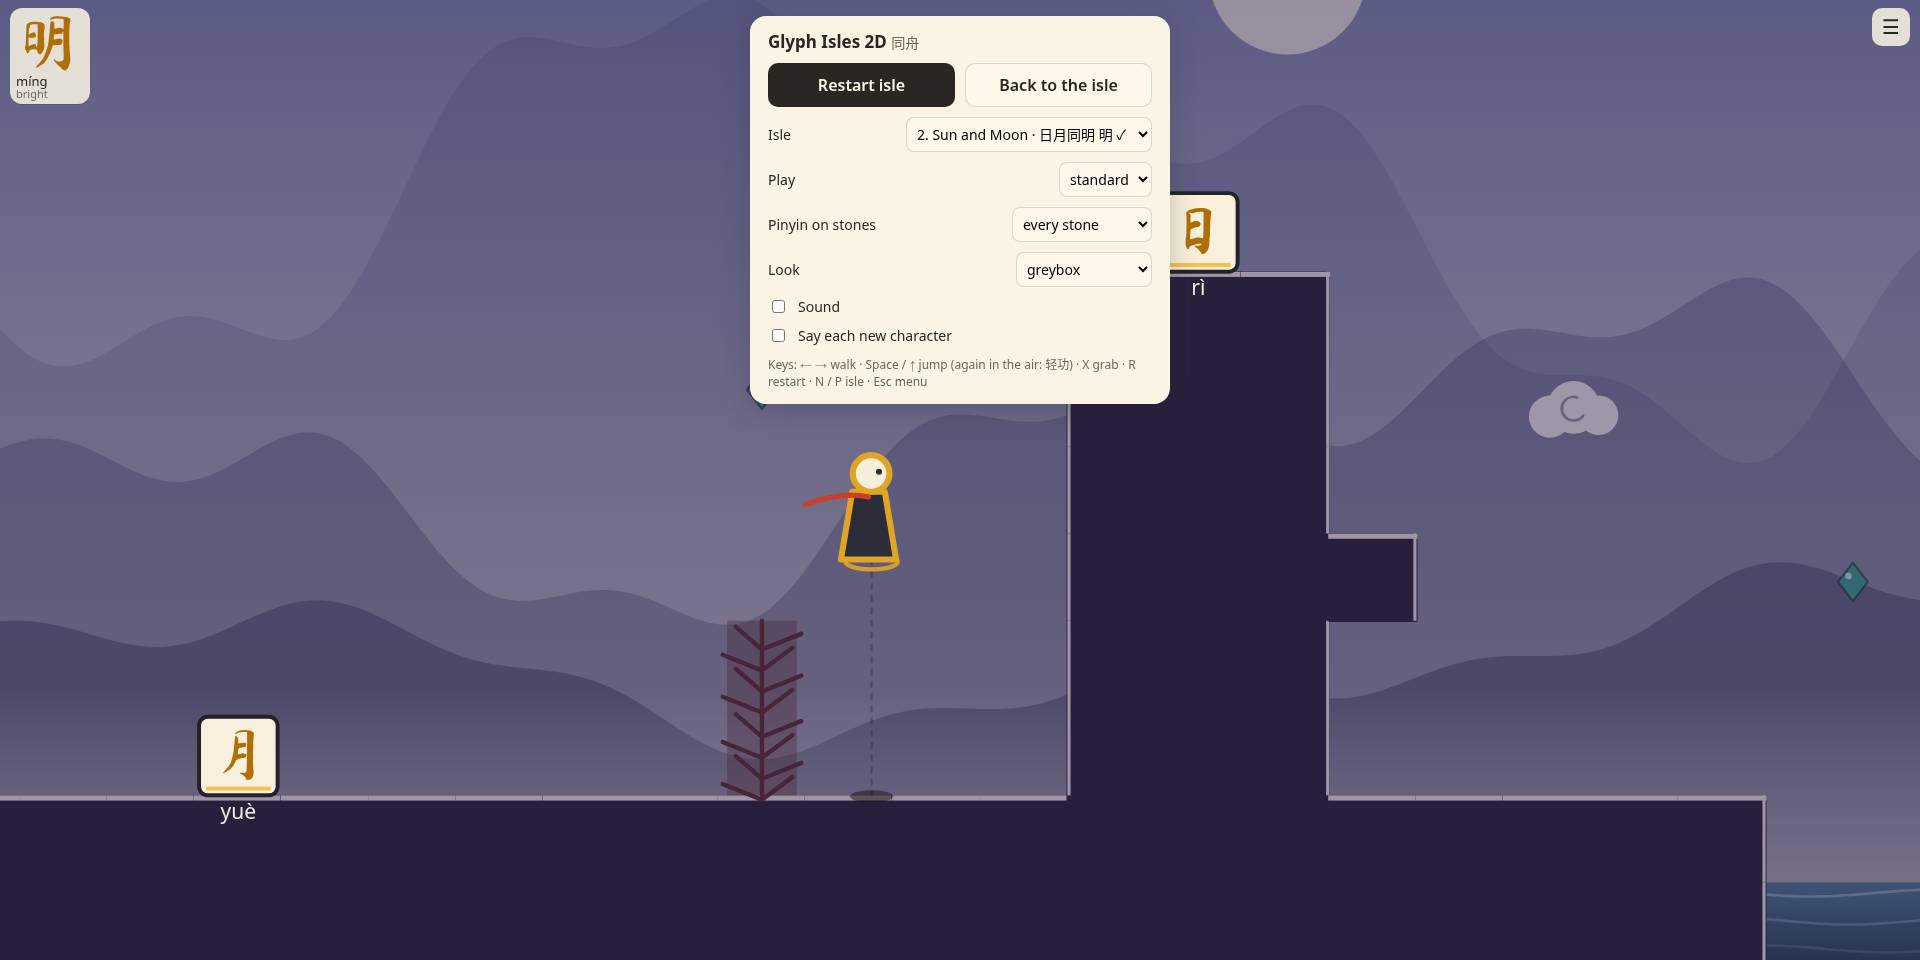 明
míng
bright
Glyph Isles 2D 同舟
Restart isle
Back to the isle
Isle
2. Sun and Moon · 日月同明 明 ✓
Play
standard
Pinyin on stones
every stone
Look
greybox
Sound
Say each new character
Keys: ← → walk · Space / ↑ jump (again in the air: 轻功) · X grab · R
restart · N / P isle · Esc menu
日
rì
月
yuè